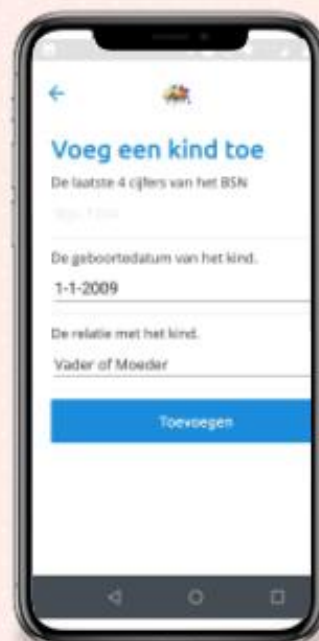 Voeg een kind toe
De laatste 4 cijfers van het BSN
De geboortedatum van het kind.
1-1-2009
De relatie met het kind.
Vader of Moeder
Toevoegen